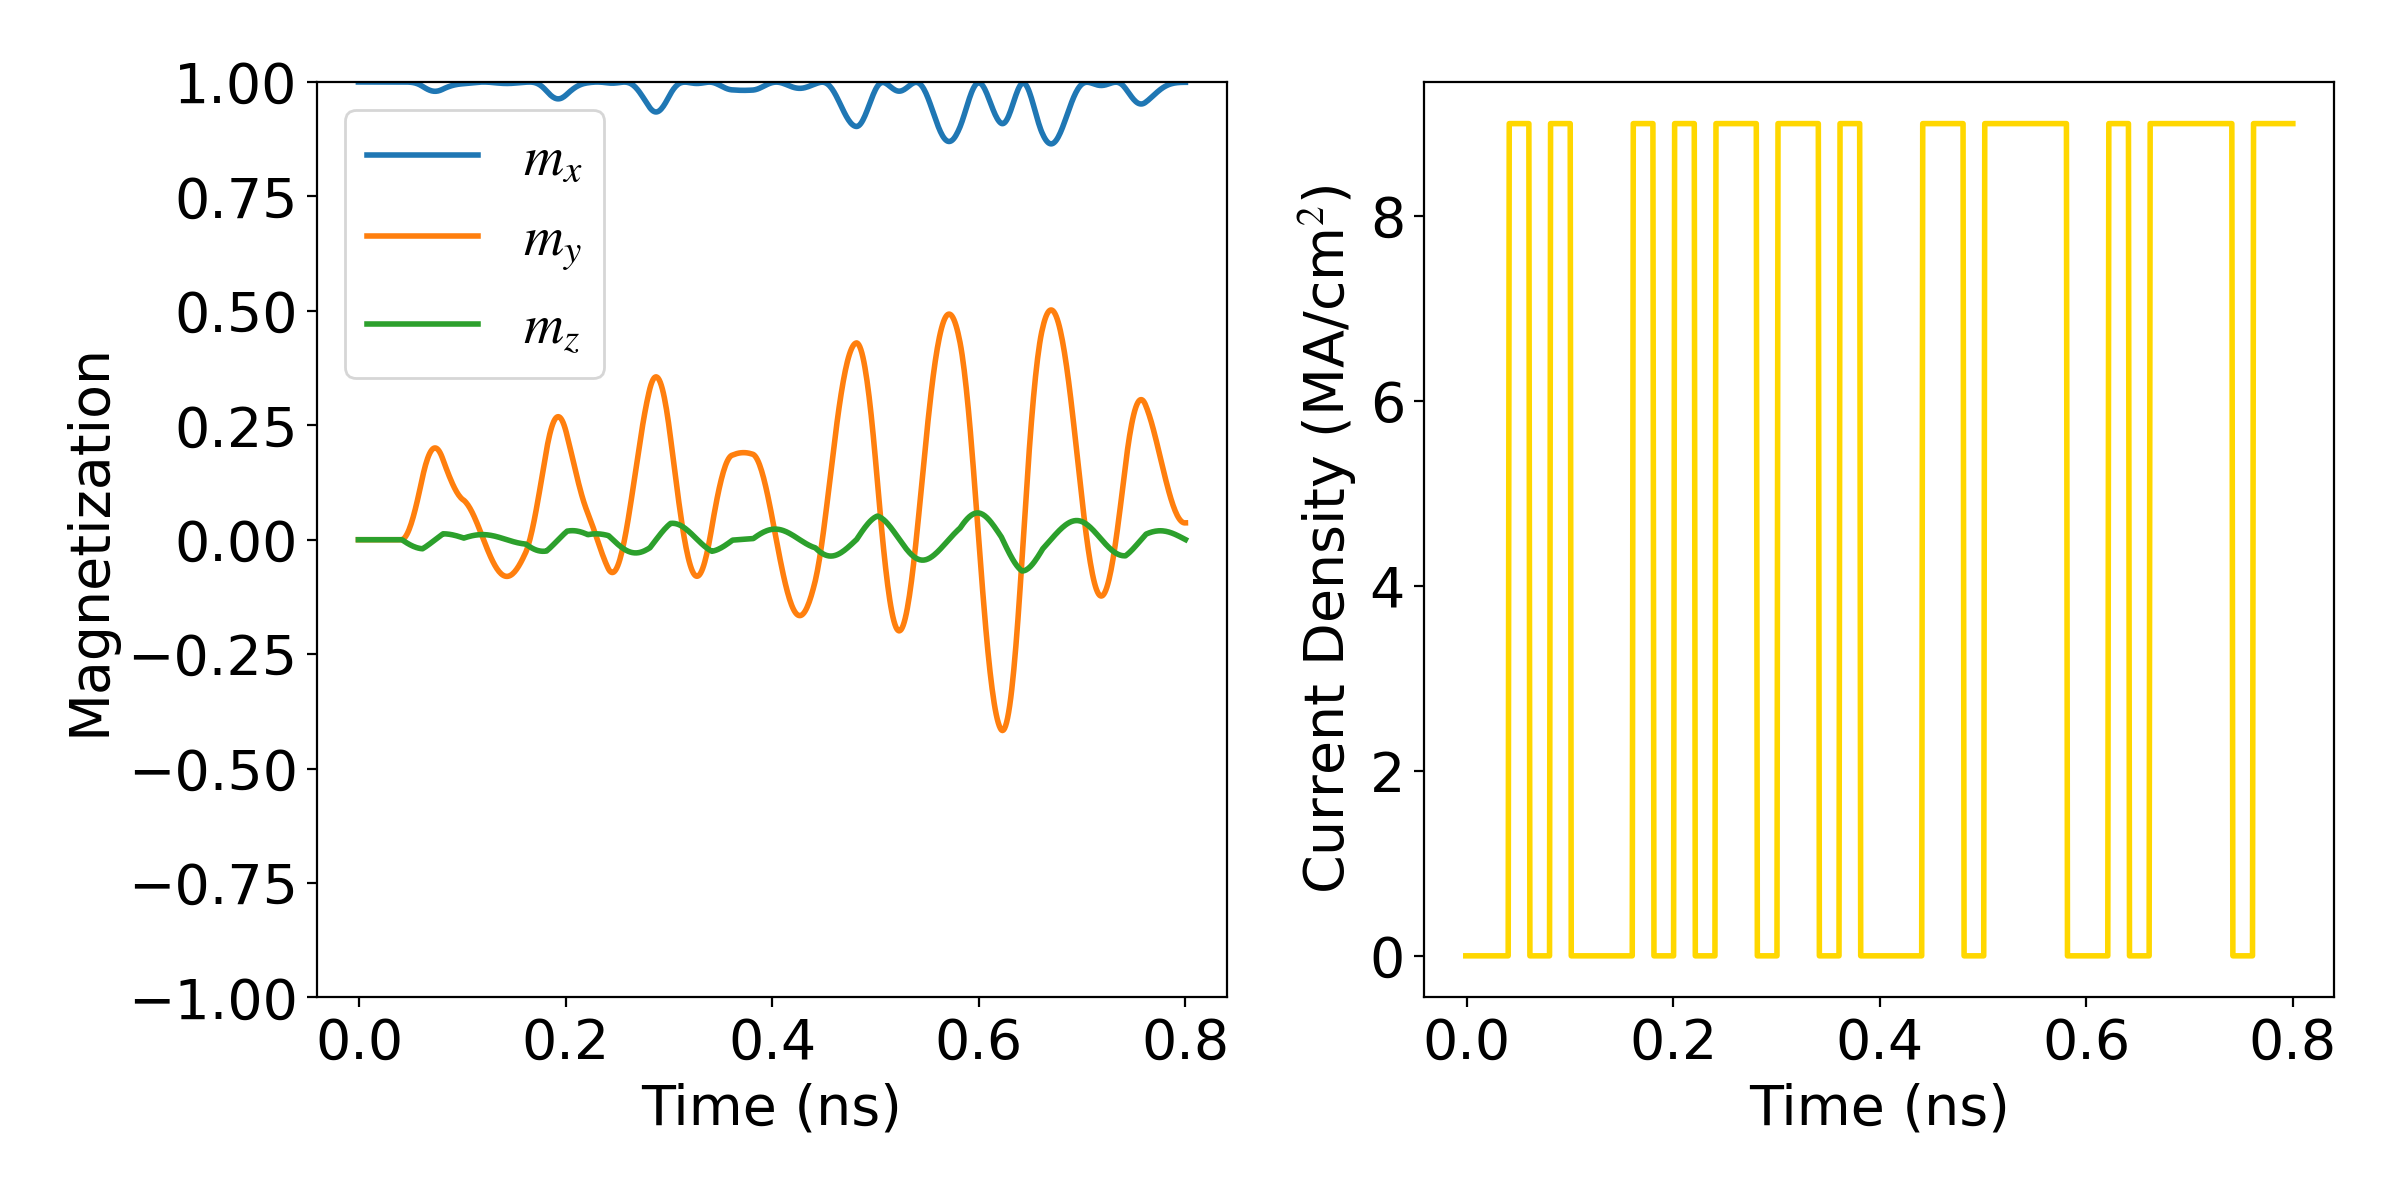 1.00
0.75
0.50
0.25
0.00
−0.25
−0.50
−0.75
−1.00
Magnetization
m_x
m_y
m_z
0.0 0.2 0.4 0.6 0.8
Time (ns)
8
6
4
2
0
Current Density (MA/cm²)
0.0 0.2 0.4 0.6 0.8
Time (ns)